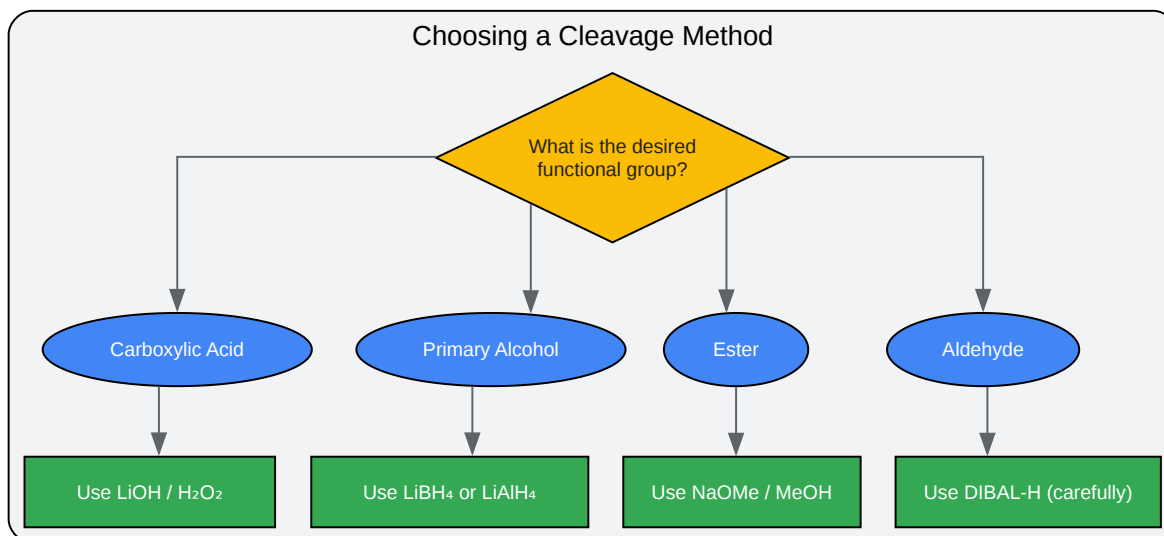 Choosing a Cleavage Method
What is the desired
functional group?
Carboxylic Acid
Primary Alcohol
Ester
Aldehyde
Use LiOH / H₂O₂
Use LiBH₄ or LiAlH₄
Use NaOMe / MeOH
Use DIBAL-H (carefully)